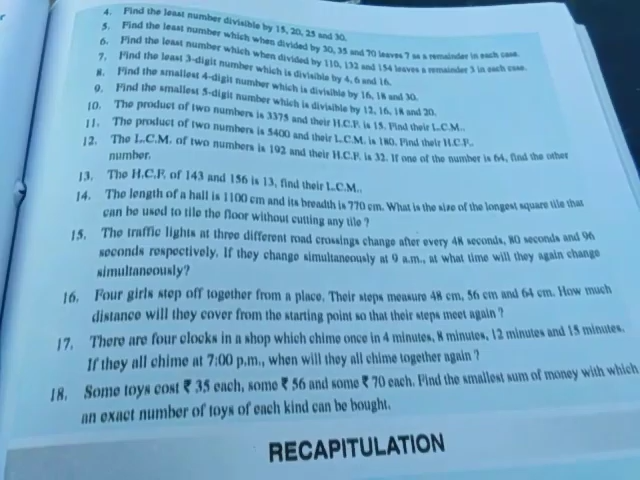 4. Find the least number divisible by 15, 20, 25 and 30.
5. Find the least number which when divided by 30, 35 and 70 leaves 7 as a remainder in each case.
6. Find the least number which when divided by 110, 132 and 154 leaves a remainder 3 in each case.
7. Find the least 3-digit number which is divisible by 4, 6 and 16.
8. Find the smallest 4-digit number which is divisible by 16, 18 and 30.
9. Find the smallest 5-digit number which is divisible by 12, 16, 18 and 20.
10. The product of two numbers is 3375 and their H.C.F. is 15. Find their L.C.M..
11. The product of two numbers is 5400 and their L.C.M. is 180. Find their H.C.F..
12. The L.C.M. of two numbers is 192 and their H.C.F. is 32. If one of the number is 64, find the other
number.
13. The H.C.F. of 143 and 156 is 13, find their L.C.M..
14. The length of a hall is 1100 cm and its breadth is 770 cm. What is the size of the longest square tile that
can be used to tile the floor without cutting any tile ?
15. The traffic lights at three different road crossings change after every 48 seconds, 80 seconds and 96
seconds respectively. If they change simultaneously at 9 a.m., at what time will they again change
simultaneously?
16. Four girls step off together from a place. Their steps measure 48 cm, 56 cm and 64 cm. How much
distance will they cover from the starting point so that their steps meet again ?
17. There are four clocks in a shop which chime once in 4 minutes, 8 minutes, 12 minutes and 15 minutes.
If they all chime at 7:00 p.m., when will they all chime together again ?
18. Some toys cost ₹ 35 each, some ₹ 56 and some ₹ 70 each. Find the smallest sum of money with which
an exact number of toys of each kind can be bought.
RECAPITULATION